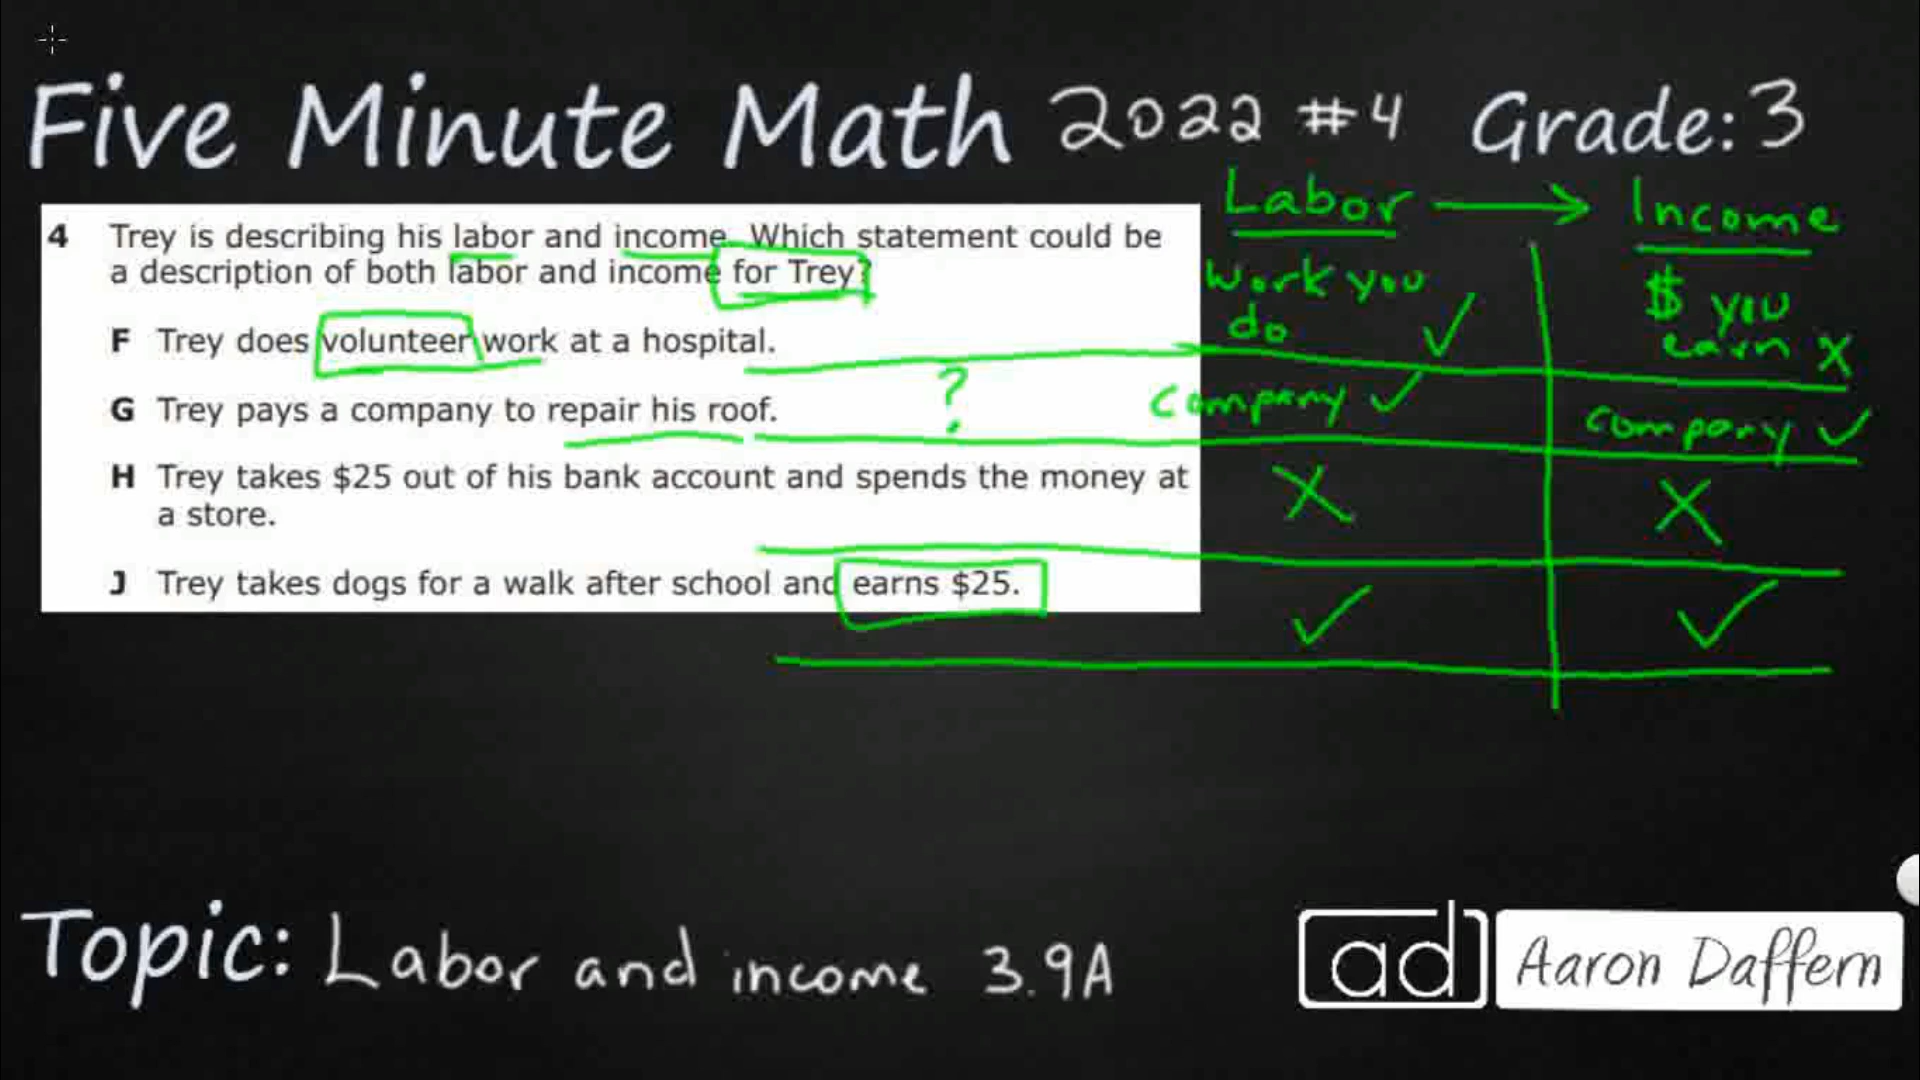 Five Minute Math 2022 #4 Grade: 3
4 Trey is describing his labor and income. Which statement could be
a description of both labor and income for Trey?
F Trey does volunteer work at a hospital.
G Trey pays a company to repair his roof.
H Trey takes $25 out of his bank account and spends the money at
a store.
J Trey takes dogs for a walk after school and earns $25.
Labor → Income
work you
do ✓
$ you
earn X
? company ✓ company ✓
X X
✓ ✓
Topic: Labor and income 3.9A
ad Aaron Daffern